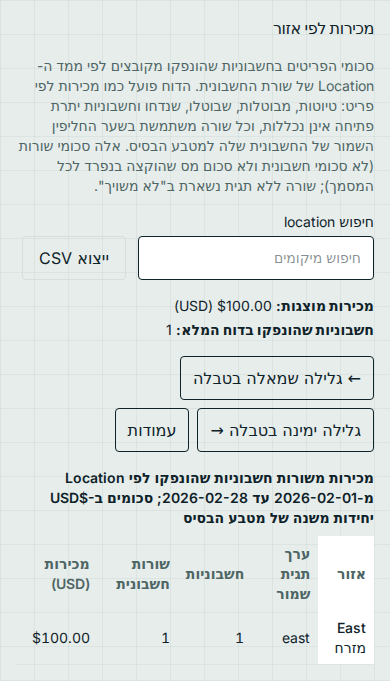 מכירות לפי אזור
סכומי הפריטים בחשבוניות שהונפקו מקובצים לפי ממד ה-
Location של שורת החשבונית. הדוח פועל כמו מכירות לפי
פריט: טיוטות, מבוטלות, שבוטלו, שנדחו וחשבוניות יתרת
פתיחה אינן נכללות, וכל שורה משתמשת בשער החליפין
השמור של החשבונית שלה למטבע הבסיס. אלה סכומי שורות
(לא סכומי חשבונית ולא סכום מס שהוקצה בנפרד לכל
המסמך); שורה ללא תגית נשארת ב"לא משויך".
חיפוש location
חיפוש מיקומים
ייצוא CSV
מכירות מוצגות: $100.00 (USD)
חשבוניות שהונפקו בדוח המלא: 1
← גלילה שמאלה בטבלה
גלילה ימינה בטבלה →
עמודות
מכירות משורות חשבוניות שהונפקו לפי Location
מ-2026-02-01 עד 2026-02-28; סכומים ב-$USD
יחידות משנה של מטבע הבסיס
אזור
ערך תגית שמור
חשבוניות
שורות חשבונית
מכירות (USD)
East מזרח
east
1
1
$100.00